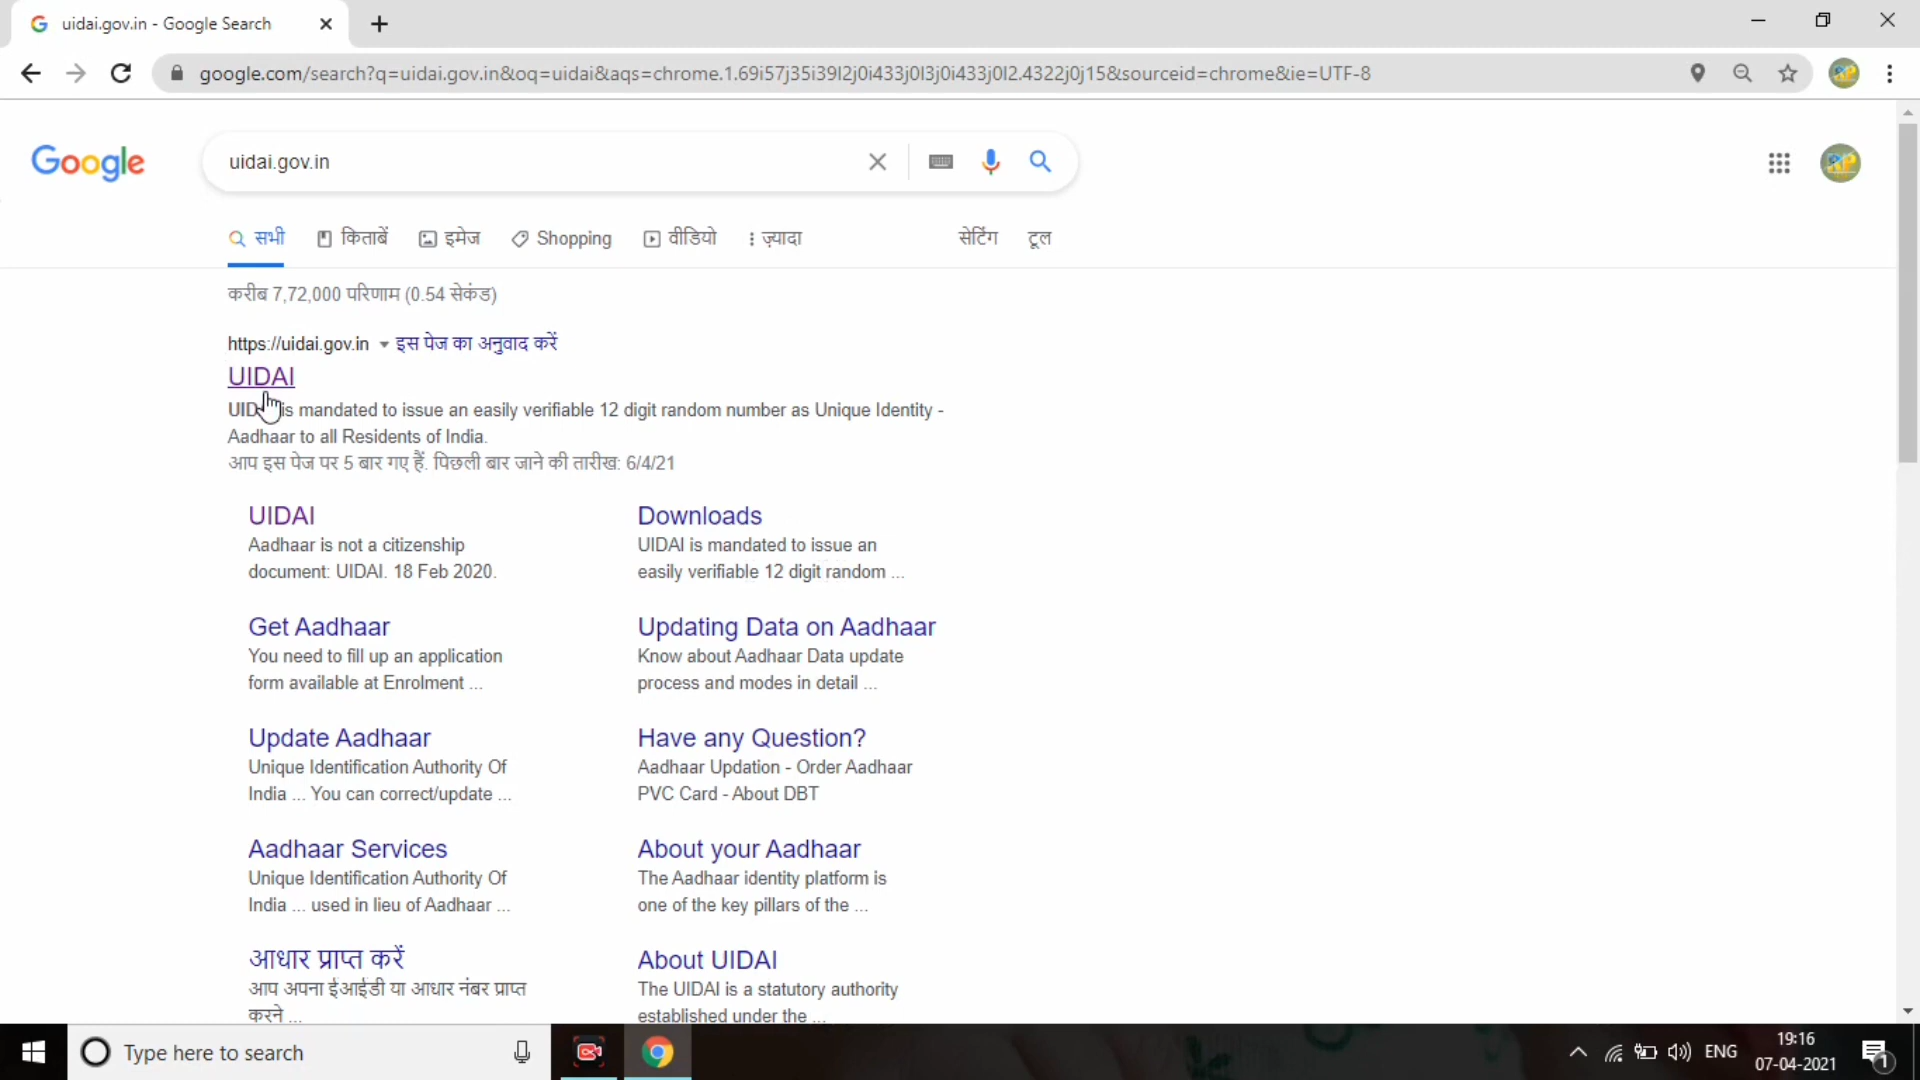 uidai.gov.in - Google Search
google.com/search?q=uidai.gov.in&oq=uidai&aqs=chrome.1.69i57j35i39l2j0i433j0l3j0i433j0l2.4322j0j15&sourceid=chrome&ie=UTF-8
Google
uidai.gov.in
सभी किताबें इमेज Shopping वीडियो ज़्यादा सेटिंग टूल
करीब 7,72,000 परिणाम (0.54 सेकंड)
https://uidai.gov.in इस पेज का अनुवाद करें
UIDAI
is mandated to issue an easily verifiable 12 digit random number as Unique Identity -
Aadhaar to all Residents of India.
आप इस पेज पर 5 बार गए हैं. पिछली बार जाने की तारीख: 6/4/21
UIDAI
Aadhaar is not a citizenship
document: UIDAI. 18 Feb 2020.
Downloads
UIDAI is mandated to issue an
easily verifiable 12 digit random ...
Get Aadhaar
You need to fill up an application
form available at Enrolment ...
Updating Data on Aadhaar
Know about Aadhaar Data update
process and modes in detail ...
Update Aadhaar
Unique Identification Authority Of
India ... You can correct/update ...
Have any Question?
Aadhaar Updation - Order Aadhaar
PVC Card - About DBT
Aadhaar Services
Unique Identification Authority Of
India ... used in lieu of Aadhaar ...
About your Aadhaar
The Aadhaar identity platform is
one of the key pillars of the ...
आधार प्राप्त करें
आप अपना ईआईडी या आधार नंबर प्राप्त
करने ...
About UIDAI
The UIDAI is a statutory authority
established under the ...
Type here to search
ENG
19:16
07-04-2021
1